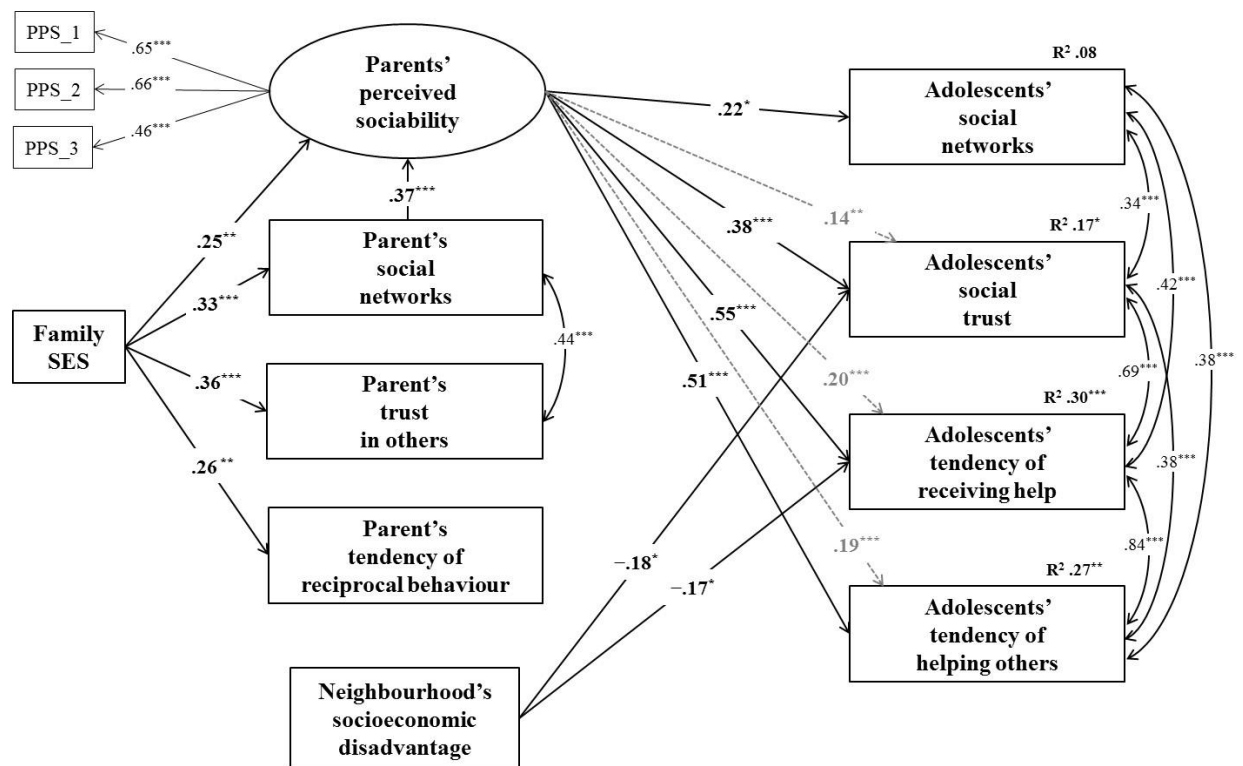 PPS_1
PPS_2
PPS_3
.65***
.66***
.46***
Parents’
perceived
sociability
.25**
.37***
.33***
.36***
.26**
Family
SES
Parent’s
social
networks
.44***
Parent’s
trust
in others
Parent’s
tendency of
reciprocal behaviour
Neighbourhood’s
socioeconomic
disadvantage
.22*
.14**
.38***
.55***
.20***
.51***
.19***
−.18*
−.17*
R² .08
Adolescents’
social
networks
R² .17*
Adolescents’
social
trust
R² .30***
Adolescents’
tendency of
receiving help
R² .27**
Adolescents’
tendency of
helping others
.34***
.42***
.38***
.69***
.38***
.84***